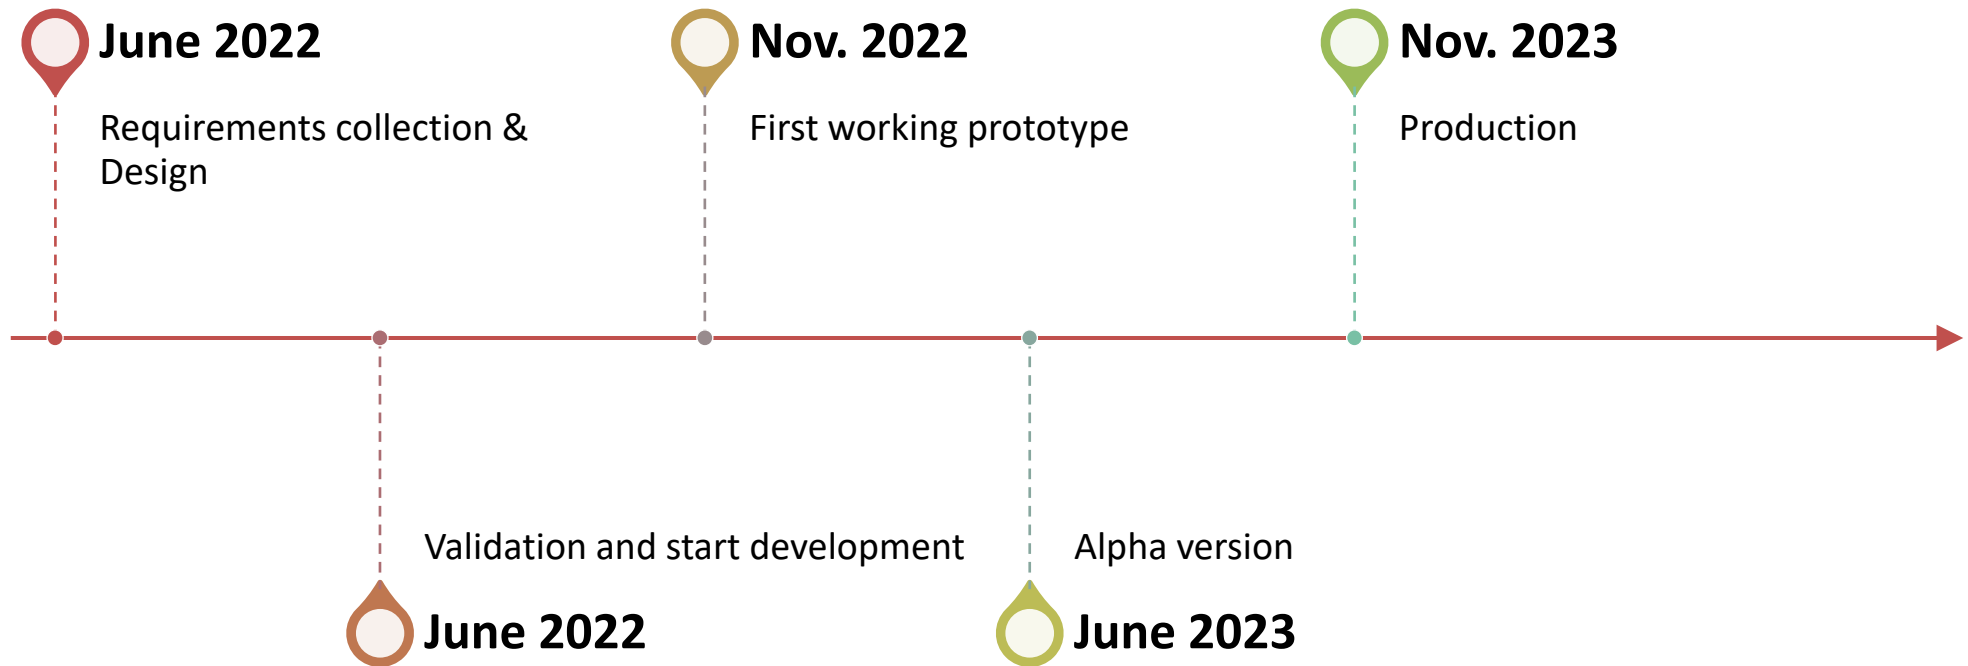 June 2022
Requirements collection &
Design
Validation and start development
June 2022
Nov. 2022
First working prototype
Alpha version
June 2023
Nov. 2023
Production